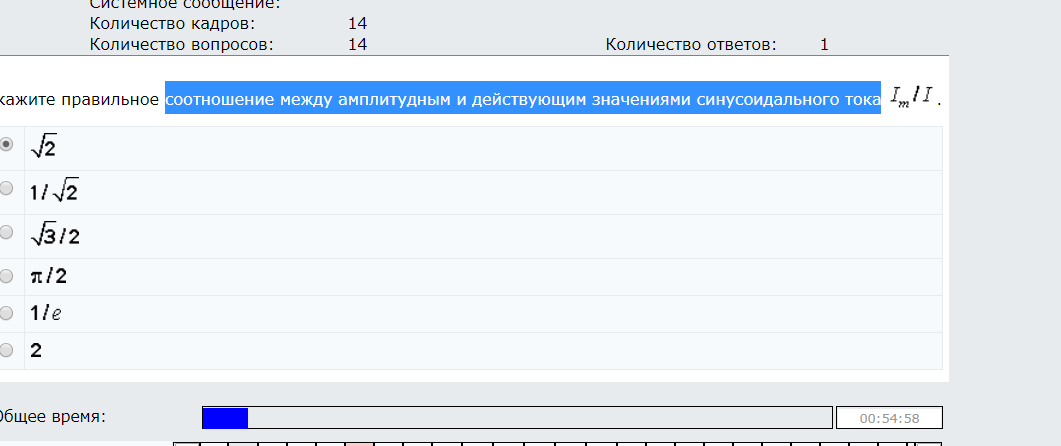 Системное сообщение:
Количество кадров: 14
Количество вопросов: 14 Количество ответов: 1
кажите правильное соотношение между амплитудным и действующим значениями синусоидального тока I_m / I .
√2
1/√2
√3/2
π/2
1/e
2
Общее время: 00:54:58